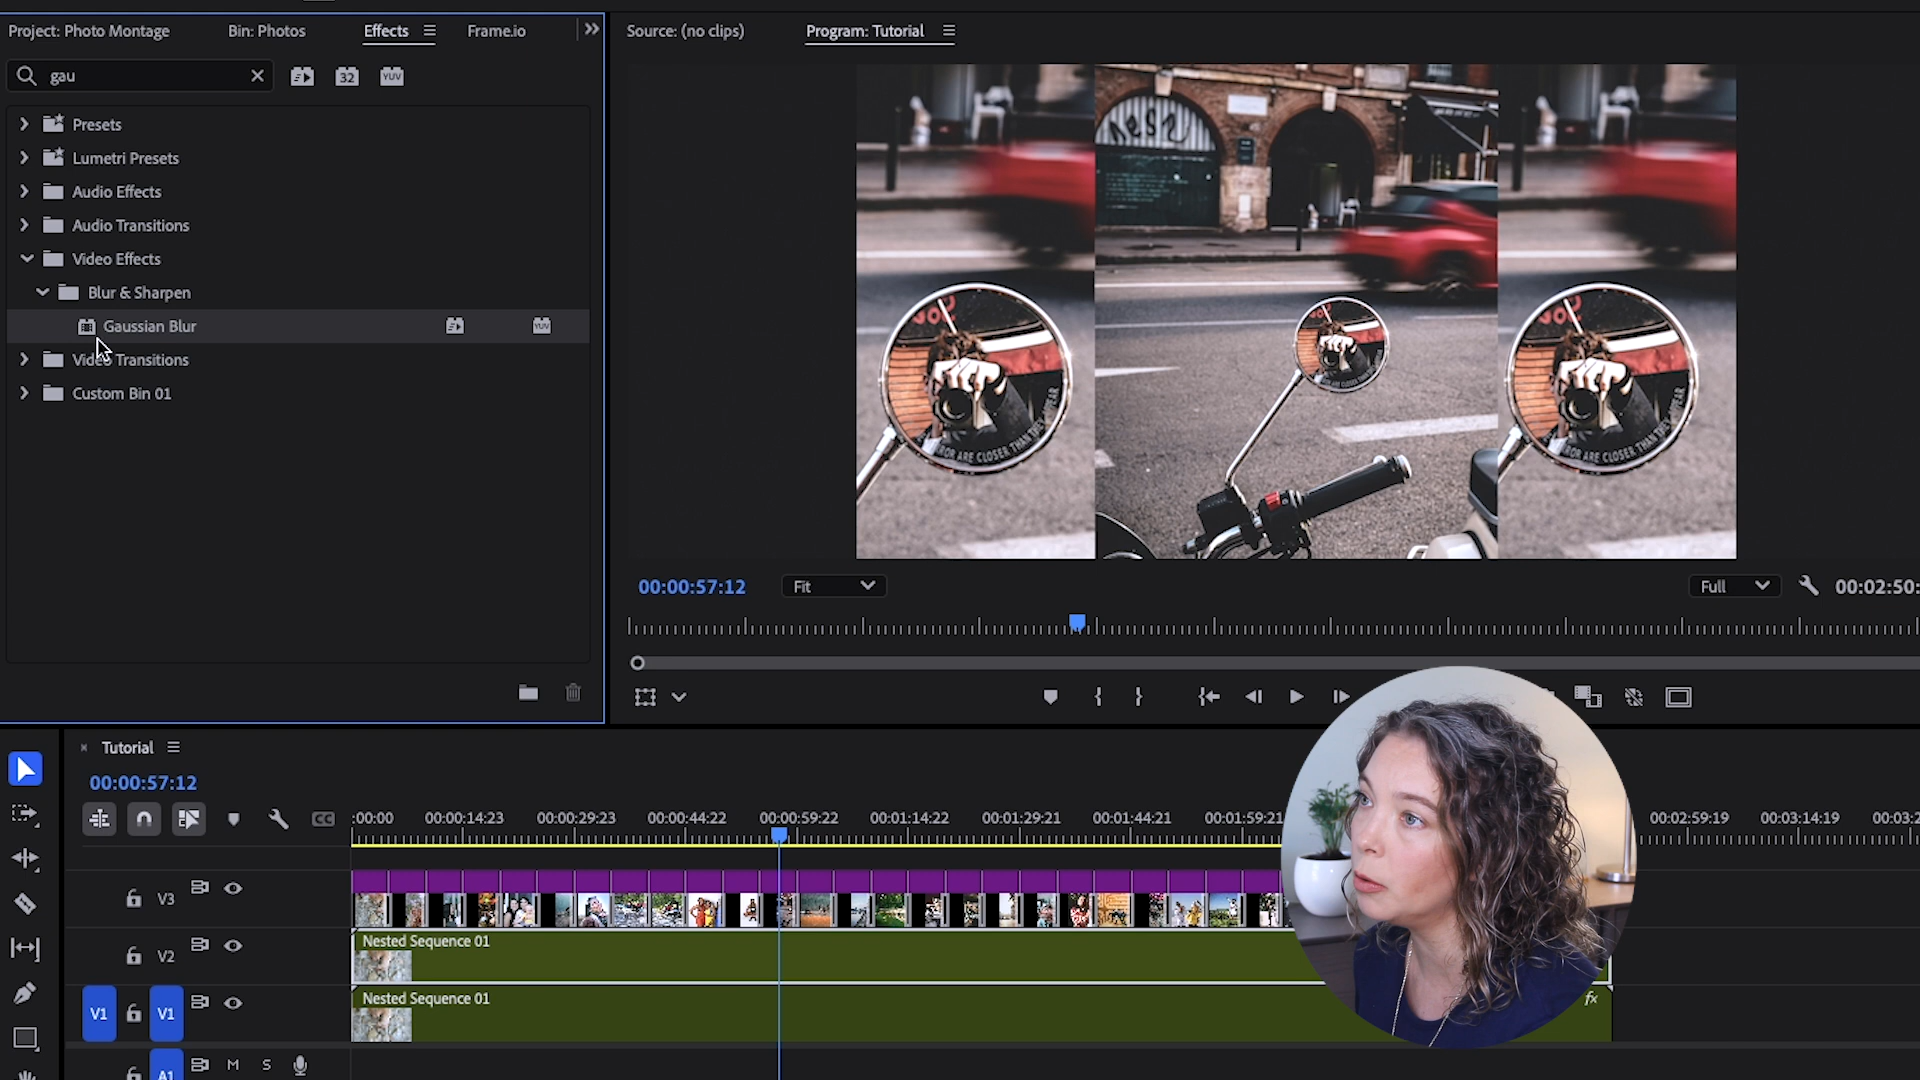 Project: Photo Montage
Bin: Photos
Effects
Frame.io
Source: (no clips)
Program: Tutorial
gau
32
YUV
Presets
Lumetri Presets
Audio Effects
Audio Transitions
Video Effects
Blur & Sharpen
Gaussian Blur
YUV
Video Transitions
Custom Bin 01
00:00:57:12
Fit
Full
00:02:50:
Tutorial
00:00:57:12
CC
:00:00
00:00:14:23
00:00:29:23
00:00:44:22
00:00:59:22
00:01:14:22
00:01:29:21
00:01:44:21
00:01:59:21
00:02:59:19
00:03:14:19
00:03:2
V3
V2
Nested Sequence 01
V1
V1
Nested Sequence 01
fx
A1
M
S